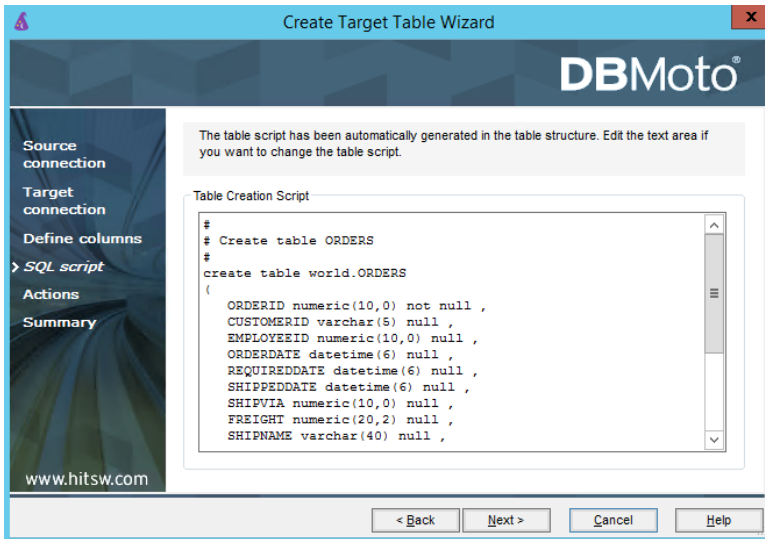 Create Target Table Wizard
x
DBMoto®
Source
connection
Target
connection
Define columns
> SQL script
Actions
Summary
www.hitsw.com
The table script has been automatically generated in the table structure. Edit the text area if
you want to change the table script.
Table Creation Script
#
# Create table ORDERS
#
create table world.ORDERS
(
ORDERID numeric(10,0) not null ,
CUSTOMERID varchar(5) null ,
EMPLOYEEID numeric(10,0) null ,
ORDERDATE datetime(6) null ,
REQUIREDDATE datetime(6) null ,
SHIPPEDDATE datetime(6) null ,
SHIPVIA numeric(10,0) null ,
FREIGHT numeric(20,2) null ,
SHIPNAME varchar(40) null ,
< Back
Next >
Cancel
Help